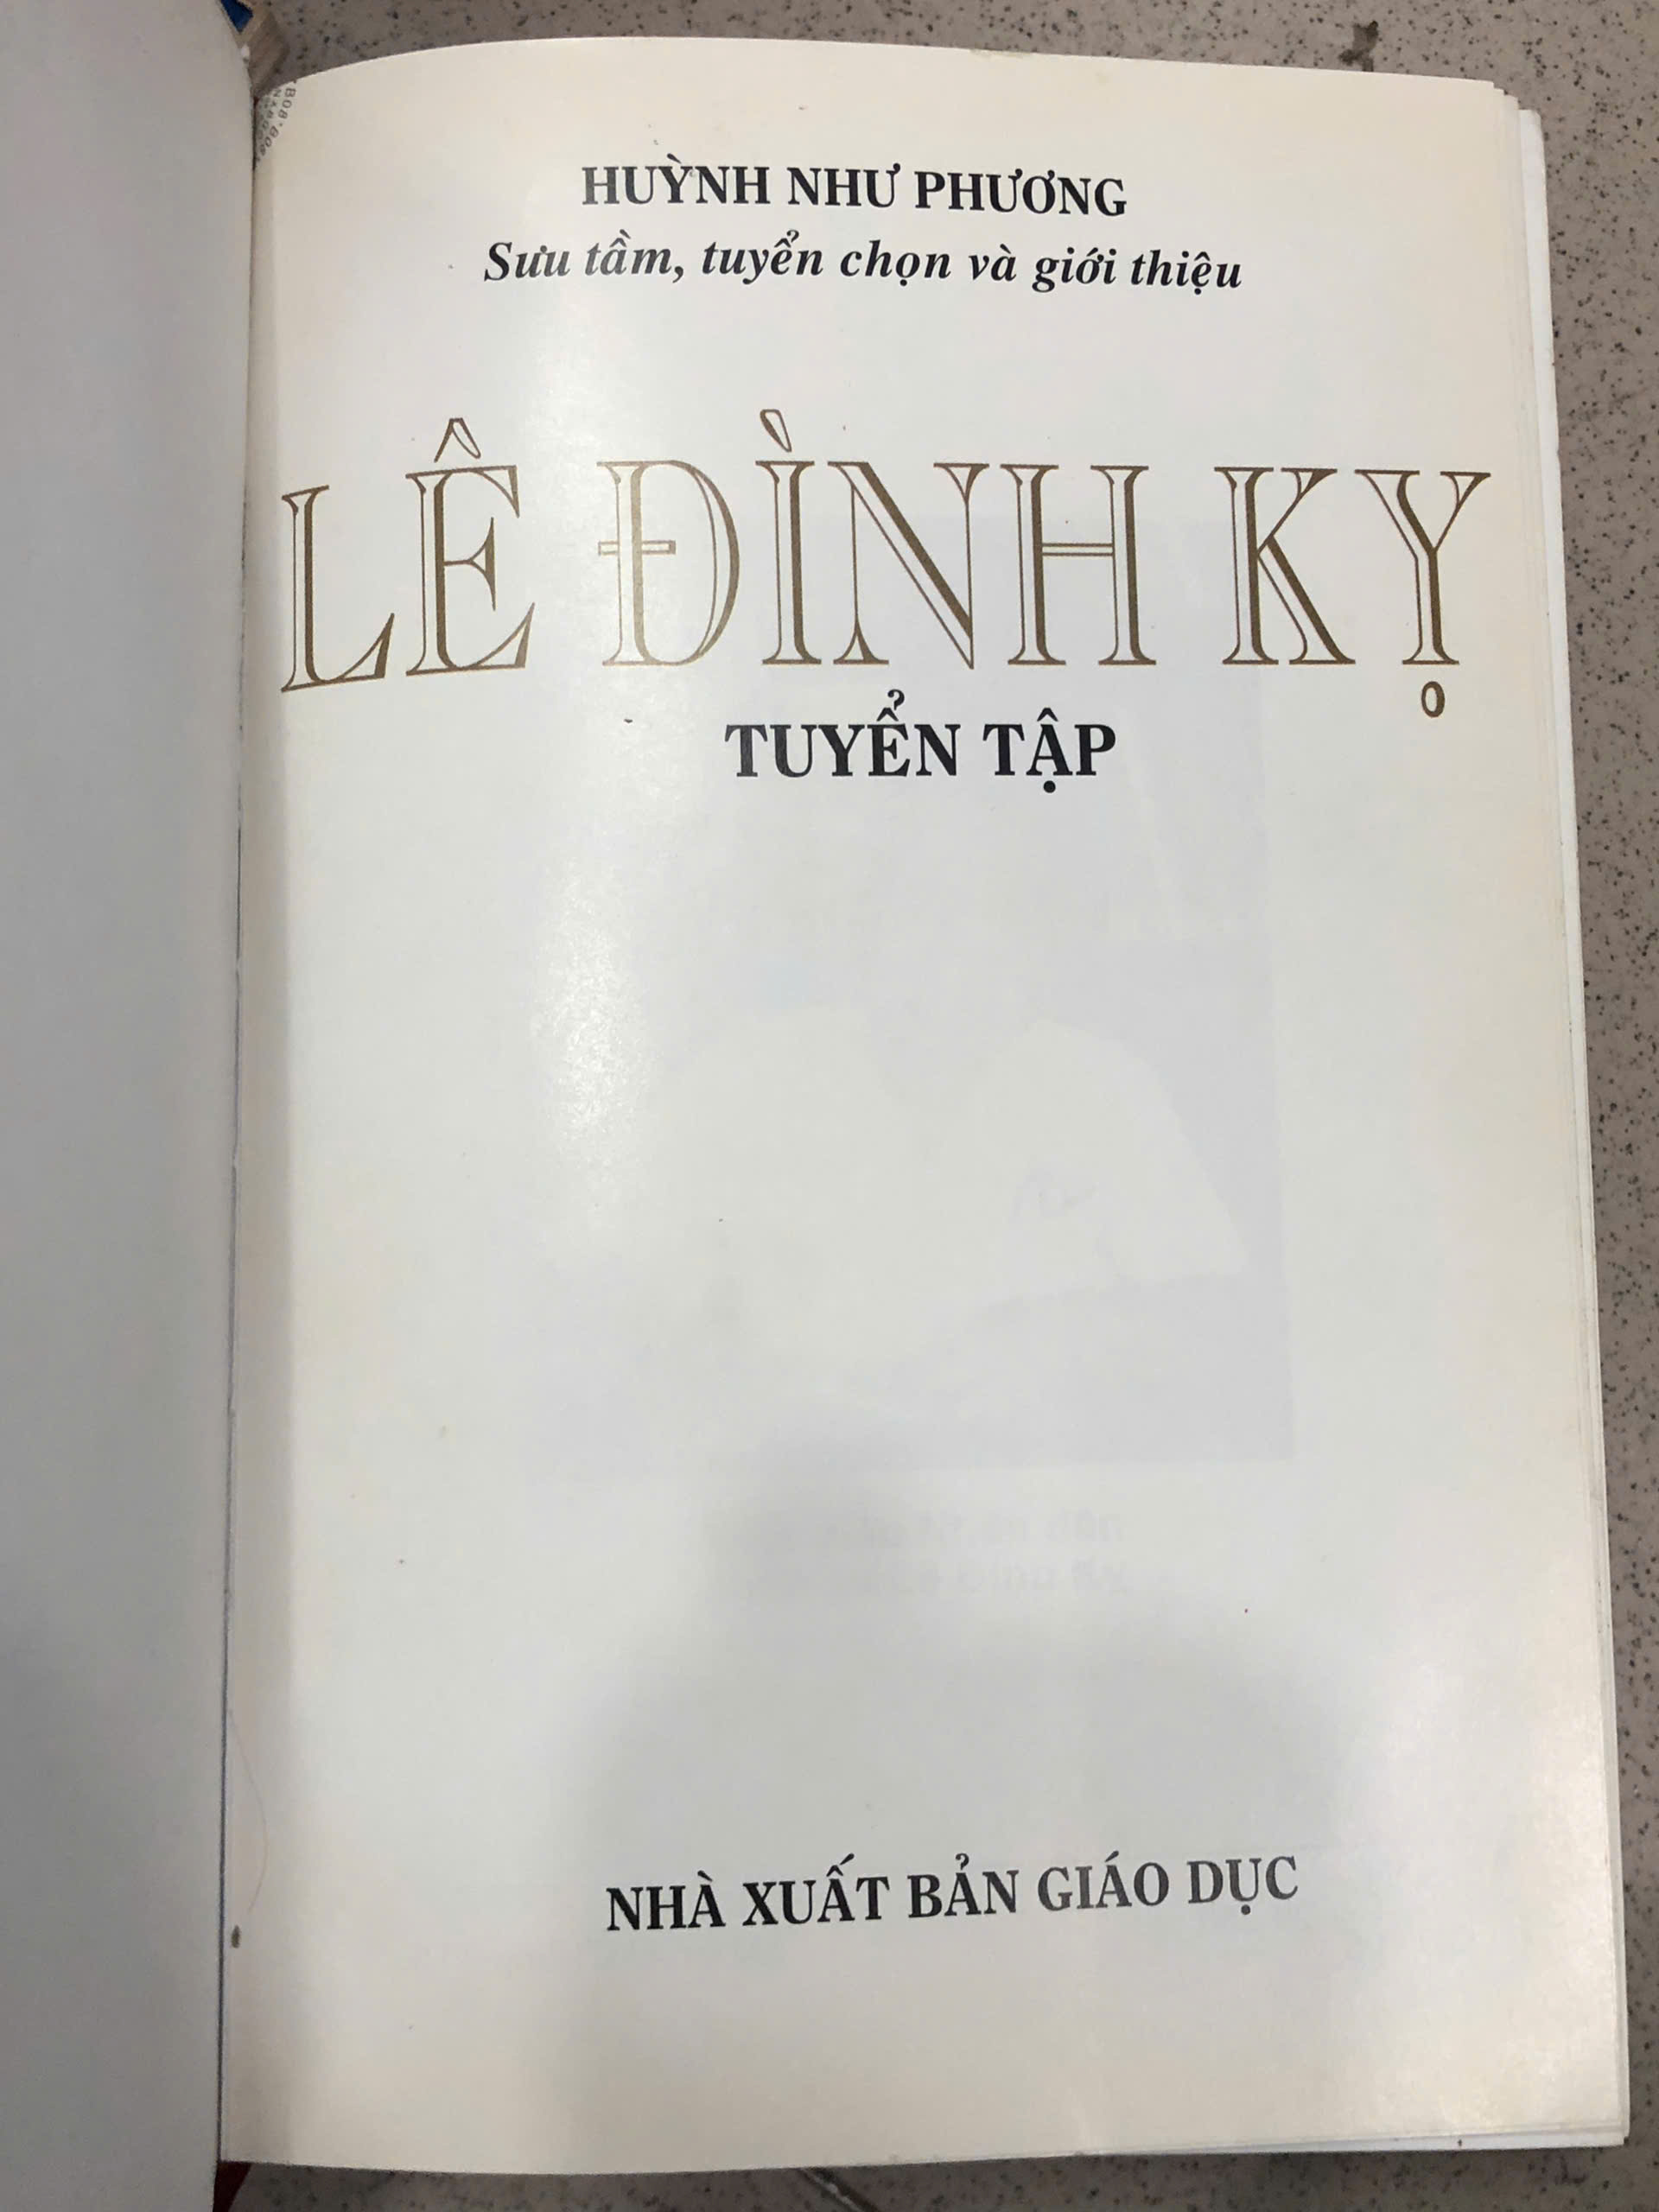 HUỲNH NHƯ PHƯƠNG
Sưu tầm, tuyển chọn và giới thiệu
LÊ ĐÌNH KỴ
TUYỂN TẬP
NHÀ XUẤT BẢN GIÁO DỤC